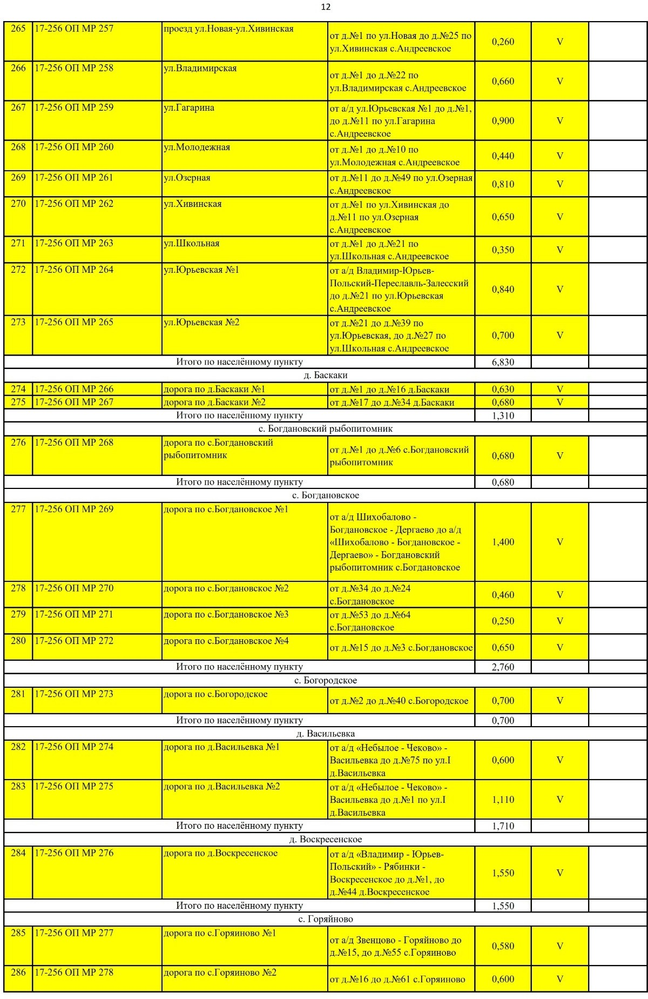 12
265 17-256 ОП МР 257 проезд ул.Новая-ул.Хивинская от д.№1 по ул.Новая до д.№25 по 0,260 V
ул.Хивинская с.Андреевское
266 17-256 ОП МР 258 ул.Владимирская от д.№1 до д.№22 по 0,660 V
ул.Владимирская с.Андреевское
267 17-256 ОП МР 259 ул.Гагарина от а/д ул.Юрьевская №1 до д.№1, 0,900 V
до д.№11 по ул.Гагарина
с.Андреевское
268 17-256 ОП МР 260 ул.Молодежная от д.№1 до д.№10 по 0,440 V
ул.Молодежная с.Андреевское
269 17-256 ОП МР 261 ул.Озерная от д.№11 до д.№49 по ул.Озерная 0,810 V
с.Андреевское
270 17-256 ОП МР 262 ул.Хивинская от д.№1 по ул.Хивинская до 0,650 V
д.№11 по ул.Озерная
с.Андреевское
271 17-256 ОП МР 263 ул.Школьная от д.№1 до д.№21 по 0,350 V
ул.Школьная с.Андреевское
272 17-256 ОП МР 264 ул.Юрьевская №1 от а/д Владимир-Юрьев- 0,840 V
Польский-Переславль-Залесский
до д.№21 по ул.Юрьевская
с.Андреевское
273 17-256 ОП МР 265 ул.Юрьевская №2 от д.№21 до д.№39 по 0,700 V
ул.Юрьевская, до д.№27 по
ул.Школьная с.Андреевское
Итого по населённому пункту 6,830
д. Баскаки
274 17-256 ОП МР 266 дорога по д.Баскаки №1 от д.№1 до д.№16 д.Баскаки 0,630 V
275 17-256 ОП МР 267 дорога по д.Баскаки №2 от д.№17 до д.№34 д.Баскаки 0,680 V
Итого по населённому пункту 1,310
с. Богдановский рыбопитомник
276 17-256 ОП МР 268 дорога по с.Богдановский от д.№1 до д.№6 с.Богдановский 0,680 V
рыбопитомник рыбопитомник
Итого по населённому пункту 0,680
с. Богдановское
277 17-256 ОП МР 269 дорога по с.Богдановское №1 от а/д Шихобалово - 1,400 V
Богдановское - Дергаево до а/д
«Шихобалово - Богдановское -
Дергаево» - Богдановский
рыбопитомник с.Богдановское
278 17-256 ОП МР 270 дорога по с.Богдановское №2 от д.№34 до д.№24 0,460 V
с.Богдановское
279 17-256 ОП МР 271 дорога по с.Богдановское №3 от д.№53 до д.№64 0,250 V
с.Богдановское
280 17-256 ОП МР 272 дорога по с.Богдановское №4 от д.№15 до д.№3 с.Богдановское 0,650 V
Итого по населённому пункту 2,760
с. Богородское
281 17-256 ОП МР 273 дорога по с.Богородское от д.№2 до д.№40 с.Богородское 0,700 V
Итого по населённому пункту 0,700
д. Васильевка
282 17-256 ОП МР 274 дорога по д.Васильевка №1 от а/д «Небылое - Чеково» - 0,600 V
Васильевка до д.№75 по ул.I
д.Васильевка
283 17-256 ОП МР 275 дорога по д.Васильевка №2 от а/д «Небылое - Чеково» - 1,110 V
Васильевка до д.№1 по ул.I
д.Васильевка
Итого по населённому пункту 1,710
д. Воскресенское
284 17-256 ОП МР 276 дорога по д.Воскресенское от а/д «Владимир - Юрьев- 1,550 V
Польский» - Рябинки -
Воскресенское до д.№1, до
д.№44 д.Воскресенское
Итого по населённому пункту 1,550
с. Горяйново
285 17-256 ОП МР 277 дорога по с.Горяиново №1 от а/д Звенцово - Горяйново до 0,580 V
д.№15, до д.№55 с.Горяиново
286 17-256 ОП МР 278 дорога по с.Горяиново №2 от д.№16 до д.№61 с.Горяиново 0,600 V